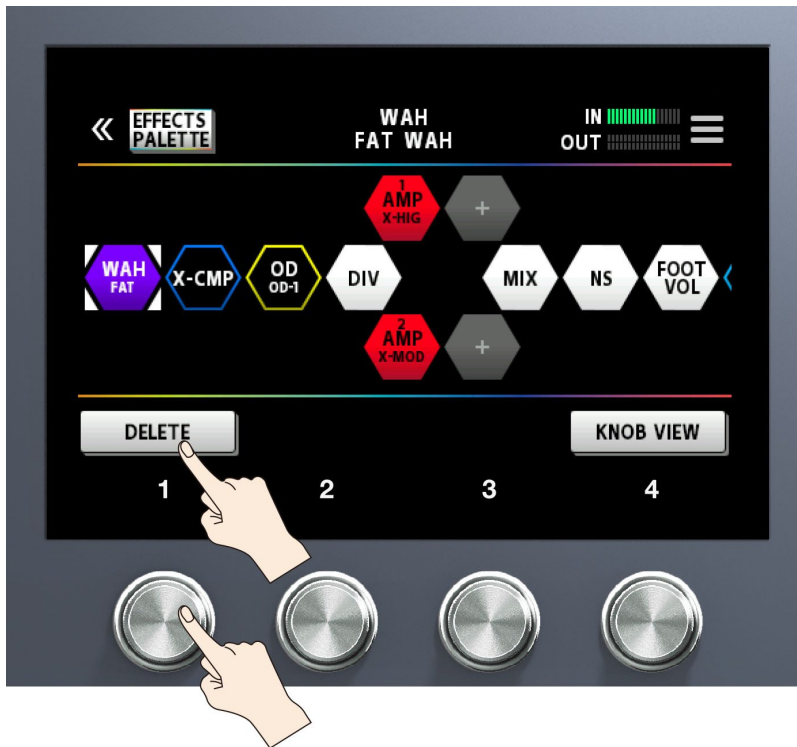 « EFFECTS
PALETTE
WAH
FAT WAH
IN
OUT
1
AMP
X-HIG
+
WAH
FAT
X-CMP
OD
OD-1
DIV
MIX
NS
FOOT
VOL
2
AMP
X-MOD
+
DELETE
KNOB VIEW
1 2 3 4